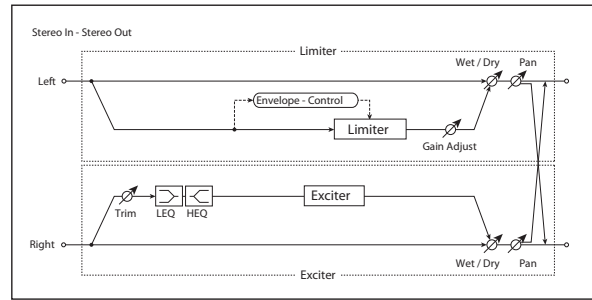 Stereo In - Stereo Out
Limiter
Wet / Dry
Pan
Left
Envelope - Control
Limiter
Gain Adjust
Trim
LEQ
HEQ
Exciter
Right
Wet / Dry
Pan
Exciter